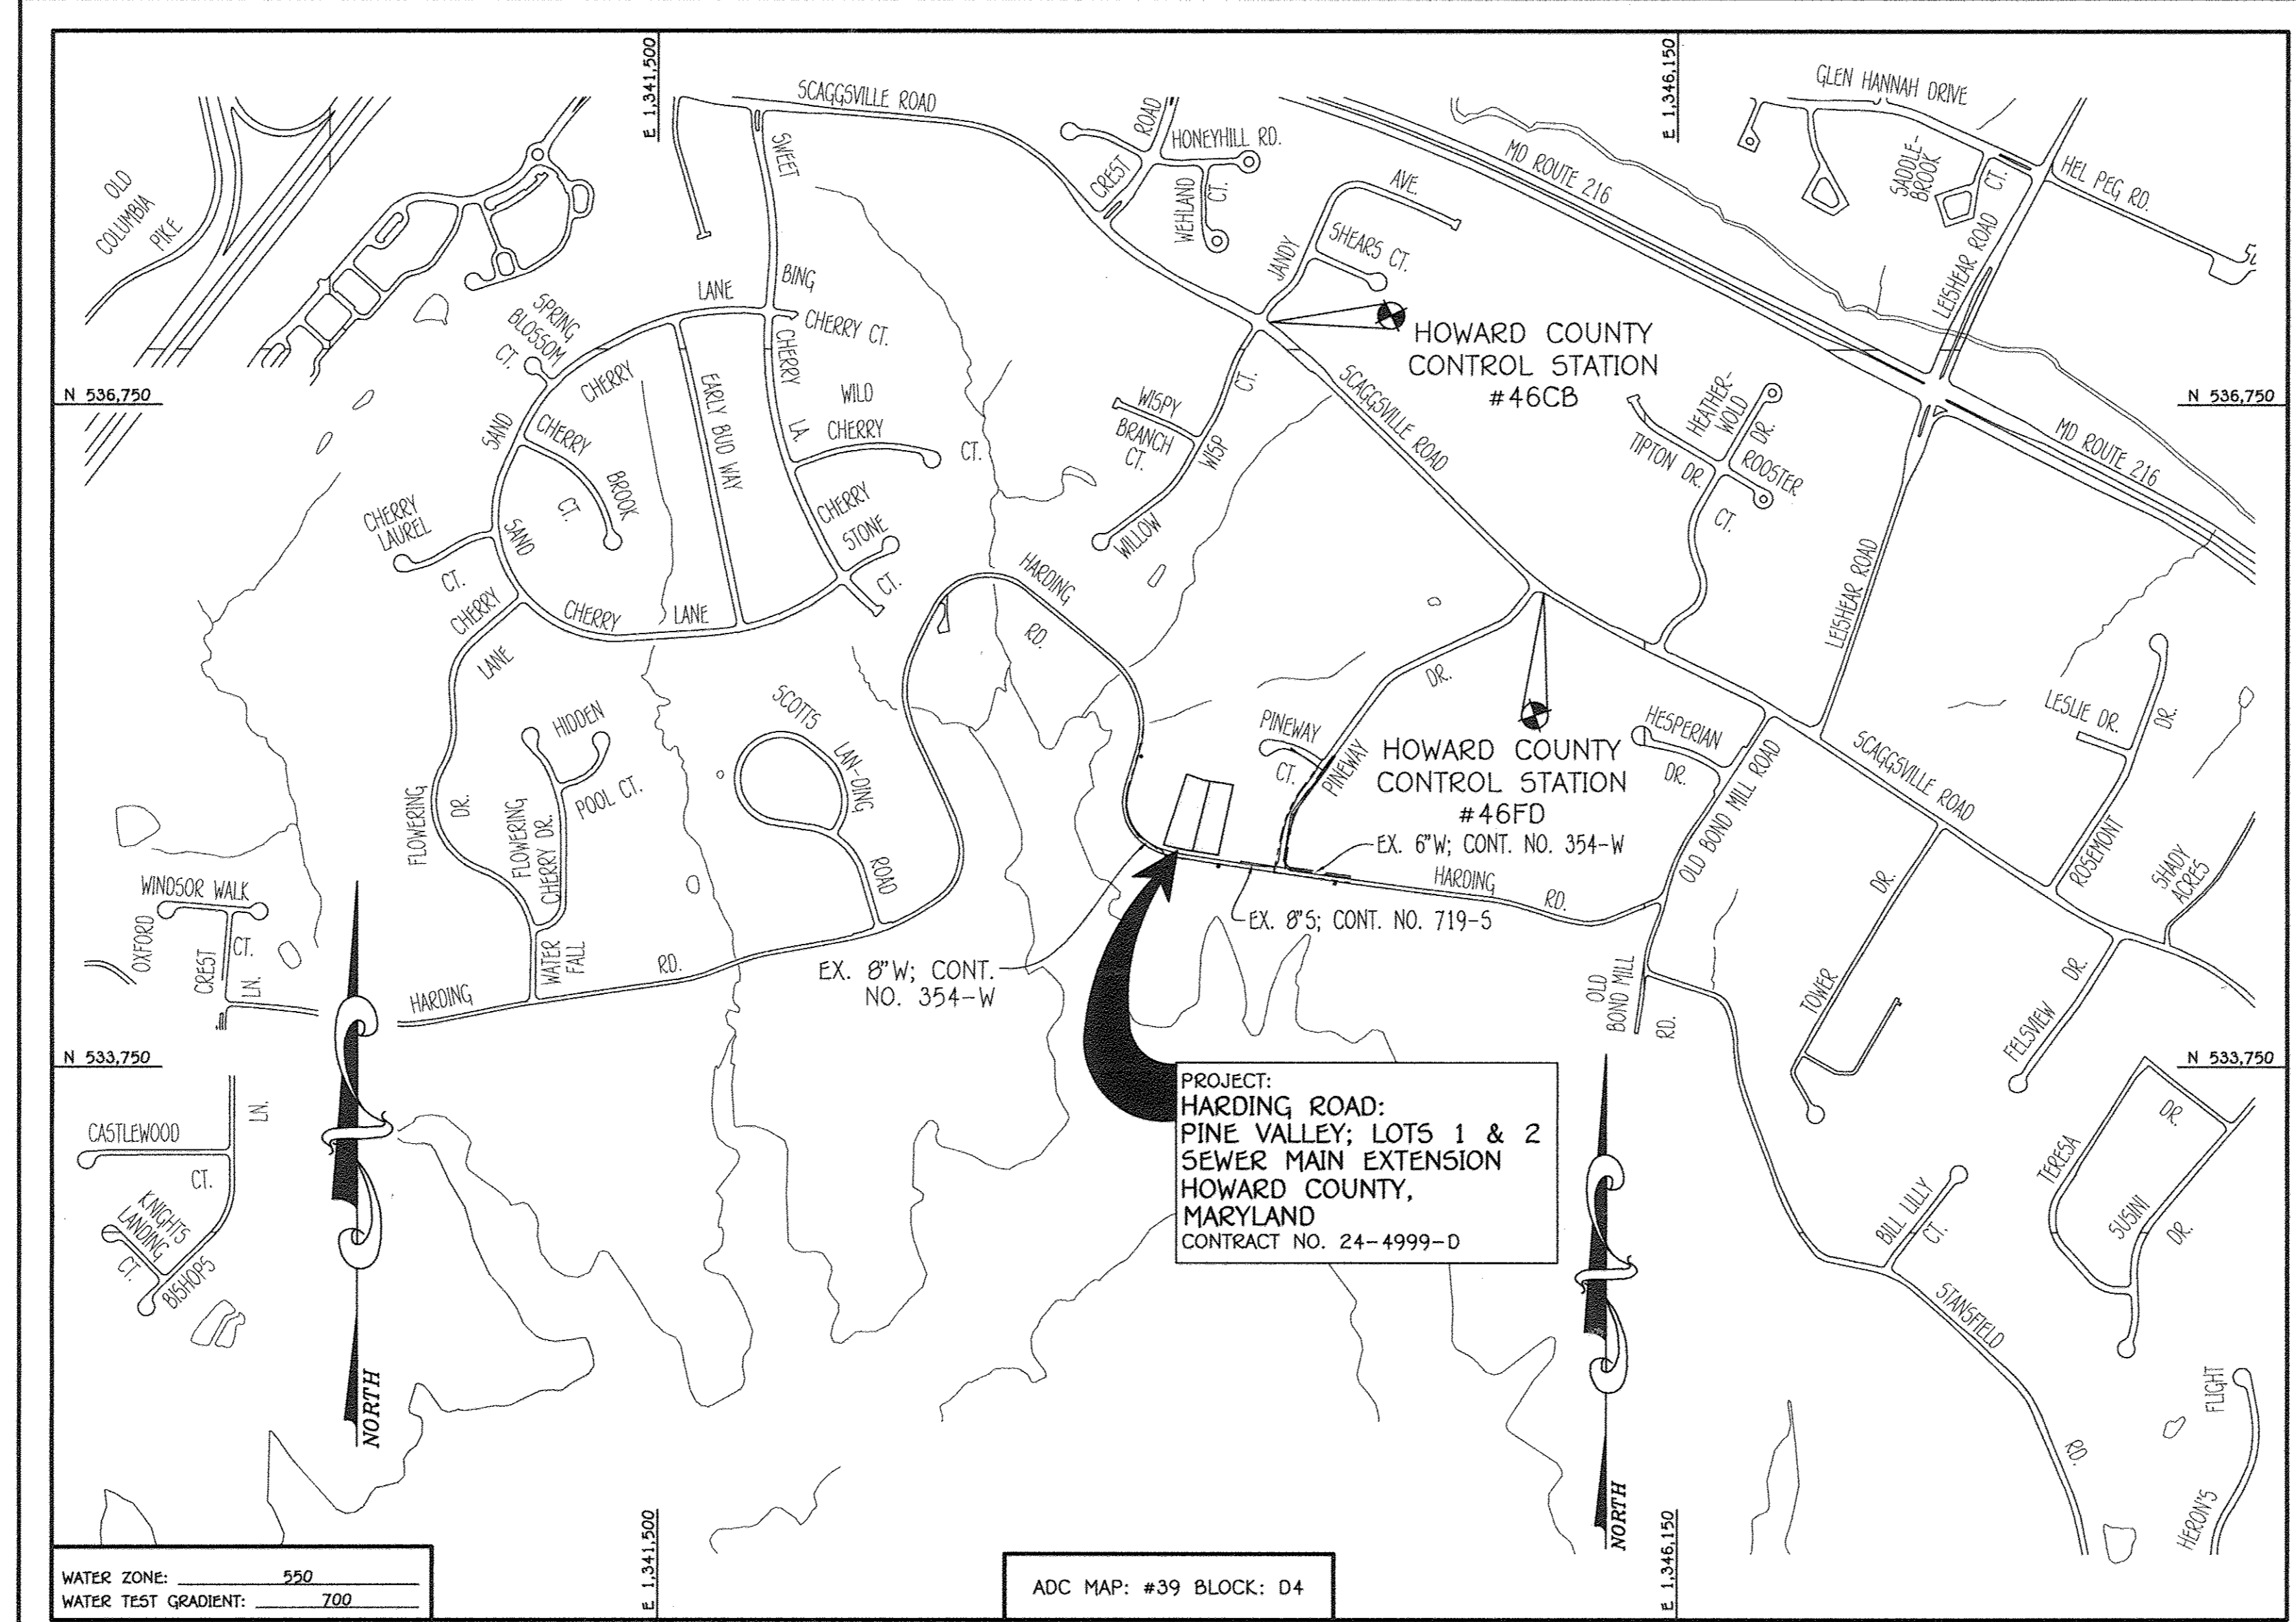 E 1,341,500
E 1,346,150
SCAGGSVILLE ROAD
GLEN HANNAH DRIVE
OLD
COLUMBIA
PIKE
SWEET
BING
CHERRY CT.
CHERRY
LA.
CREST
ROAD
HONEYHILL RD.
WEHLAND
CT.
JANDY
AVE.
SHEARS CT.
MD ROUTE 216
SADDLE-
BROOK
CT.
HEL PEG RD.
LEISHEAR ROAD
LANE
SPRING
BLOSSOM
CT.
CHERRY
SAND
HOWARD COUNTY
CONTROL STATION
#46CB
N 536,750
N 536,750
EARLY BUD WAY
WILD
CHERRY
CT.
CHERRY
BROOK
CT.
WISPY
BRANCH
CT.
CT.
WISP
WILLOW
SCAGGSVILLE ROAD
HEATHER-
WOLD
DR.
TIPTON DR.
ROOSTER
CT.
MD ROUTE 216
CHERRY
LAUREL
CT.
SAND
CHERRY
STONE
CT.
CHERRY
CHERRY
LANE
LANE
HARDING
RD.
LEISHEAR ROAD
HIDDEN
POOL CT.
SCOTTS
LAN-DING
ROAD
FLOWERING
DR.
FLOWERING
CHERRY DR.
DR.
PINEWAY
CT.
PINEWAY
HOWARD COUNTY
CONTROL STATION
#46FD
HESPERIAN
DR.
OLD BOND MILL ROAD
SCAGGSVILLE ROAD
LESLIE DR.
DR.
ROSEMONT
SHADY
ACRES
EX. 6"W; CONT. NO. 354-W
HARDING
RD.
EX. 8"S; CONT. NO. 719-S
EX. 8"W; CONT.
NO. 354-W
WINDSOR WALK
CT.
OXFORD
CREST
LN.
WATER
FALL
HARDING
RD.
OLD
BOND MILL
RD.
TOWER
DR.
FELSVIEW
DR.
N 533,750
N 533,750
LN.
CASTLEWOOD
CT.
KNIGHTS
LANDING
CT.
BISHOPS
PROJECT:
HARDING ROAD:
PINE VALLEY; LOTS 1 & 2
SEWER MAIN EXTENSION
HOWARD COUNTY,
MARYLAND
CONTRACT NO. 24-4999-D
TERESA
DR.
SUSINI
DR.
BILL LILLY
CT.
STANSFIELD
RD.
FLIGHT
HERON'S
NORTH
NORTH
E 1,341,500
E 1,346,150
WATER ZONE: 550
WATER TEST GRADIENT: 700
ADC MAP: #39 BLOCK: D4